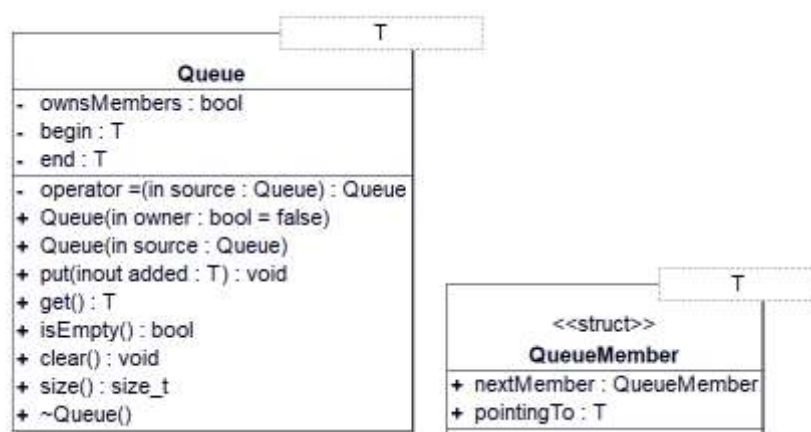 T
Queue
- ownsMembers : bool
- begin : T
- end : T
- operator =(in source : Queue) : Queue
+ Queue(in owner : bool = false)
+ Queue(in source : Queue)
+ put(inout added : T) : void
+ get() : T
+ isEmpty() : bool
+ clear() : void
+ size() : size_t
+ ~Queue()
T
<<struct>>
QueueMember
+ nextMember : QueueMember
+ pointingTo : T